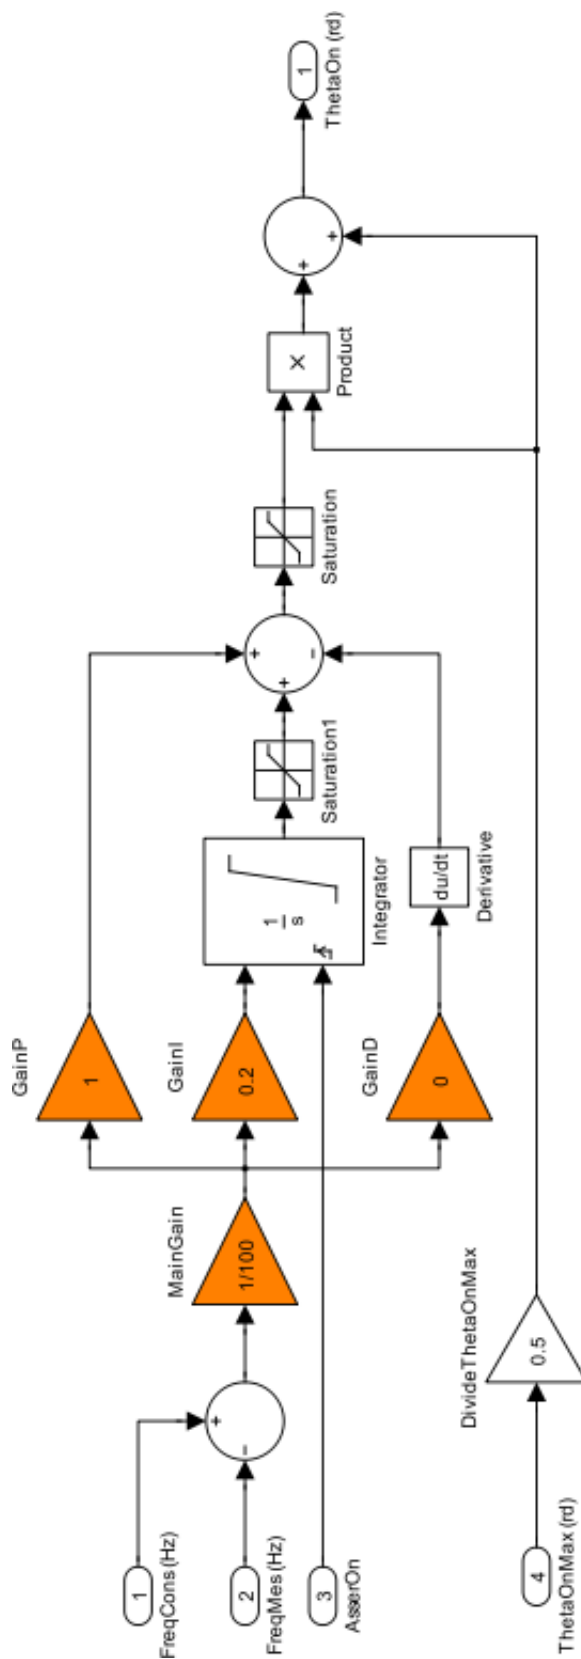 1
FreqCons (Hz)
2
FreqMes (Hz)
3
AsserOn
4
ThetaOnMax (rd)
+
−
1/100
MainGain
0.5
DivideThetaOnMax
1
GainP
0.2
GainI
0
GainD
1
s
Integrator
du/dt
Derivative
Saturation1
+
+
−
Saturation
×
Product
+
+
1
ThetaOn (rd)